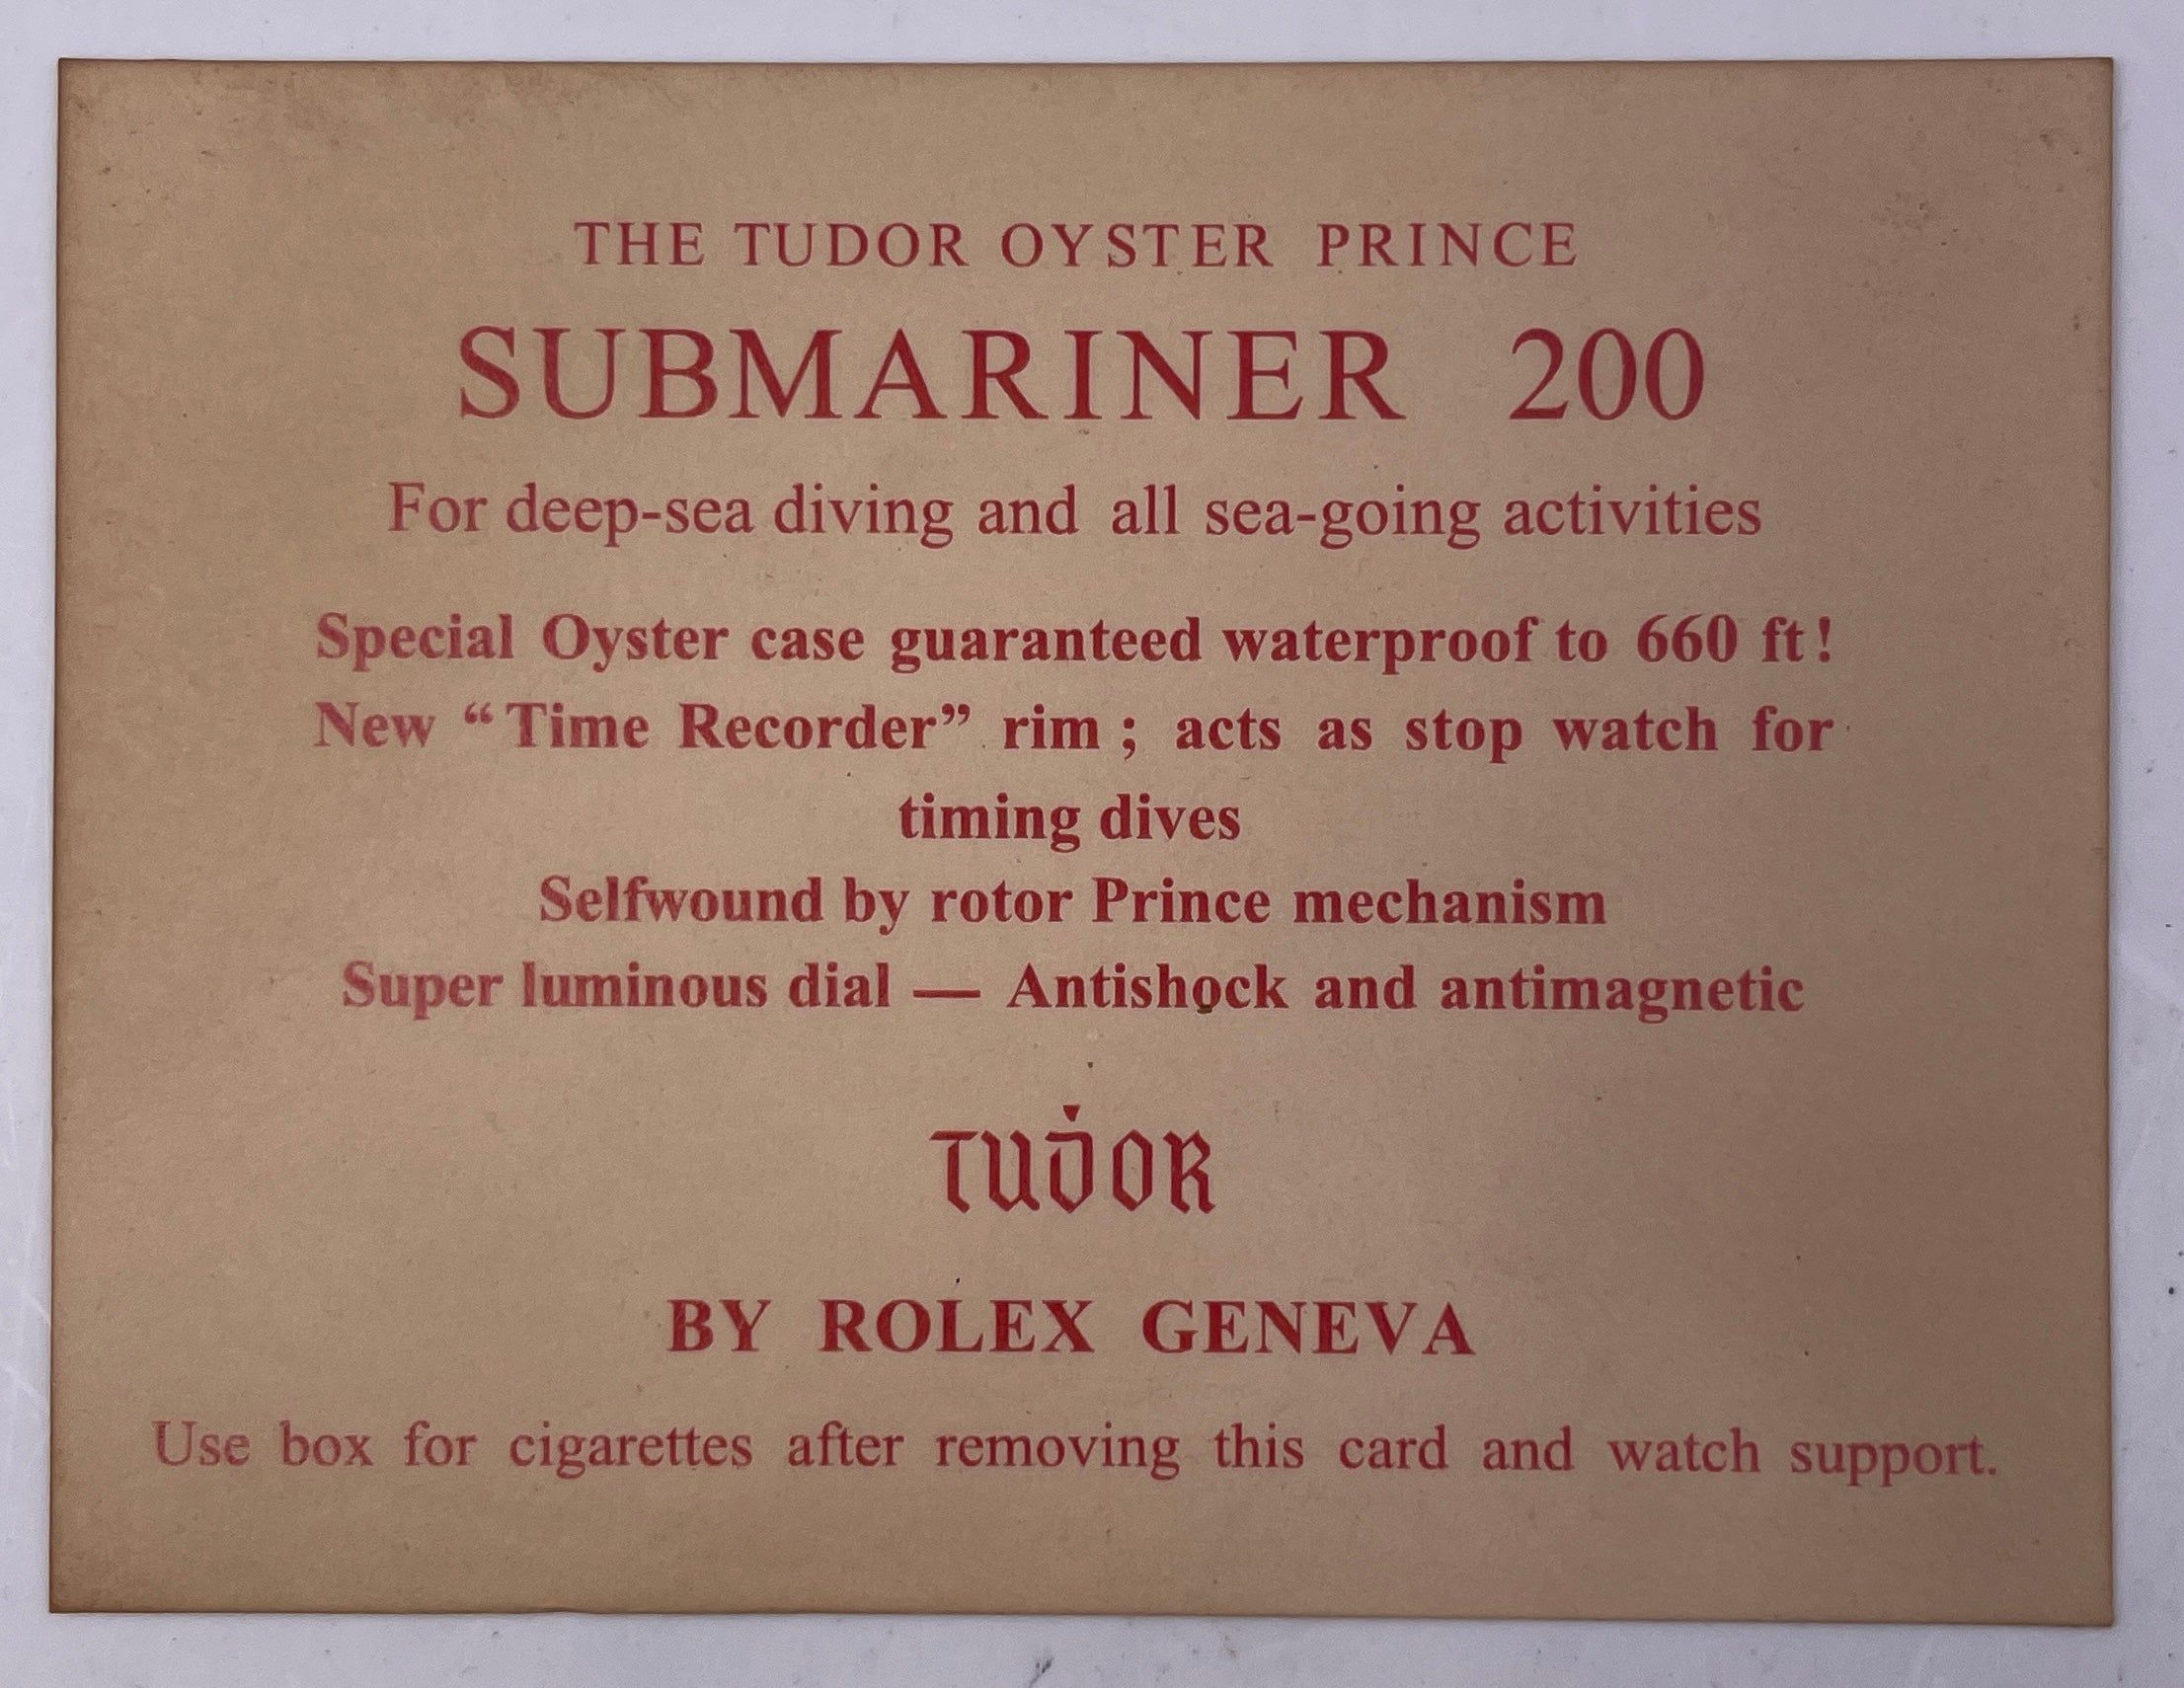 THE TUDOR OYSTER PRINCE
SUBMARINER 200
For deep-sea diving and all sea-going activities
Special Oyster case guaranteed waterproof to 660 ft!
New “Time Recorder” rim; acts as stop watch for
timing dives
Selfwound by rotor Prince mechanism
Super luminous dial — Antishock and antimagnetic
TUDOR
BY ROLEX GENEVA
Use box for cigarettes after removing this card and watch support.